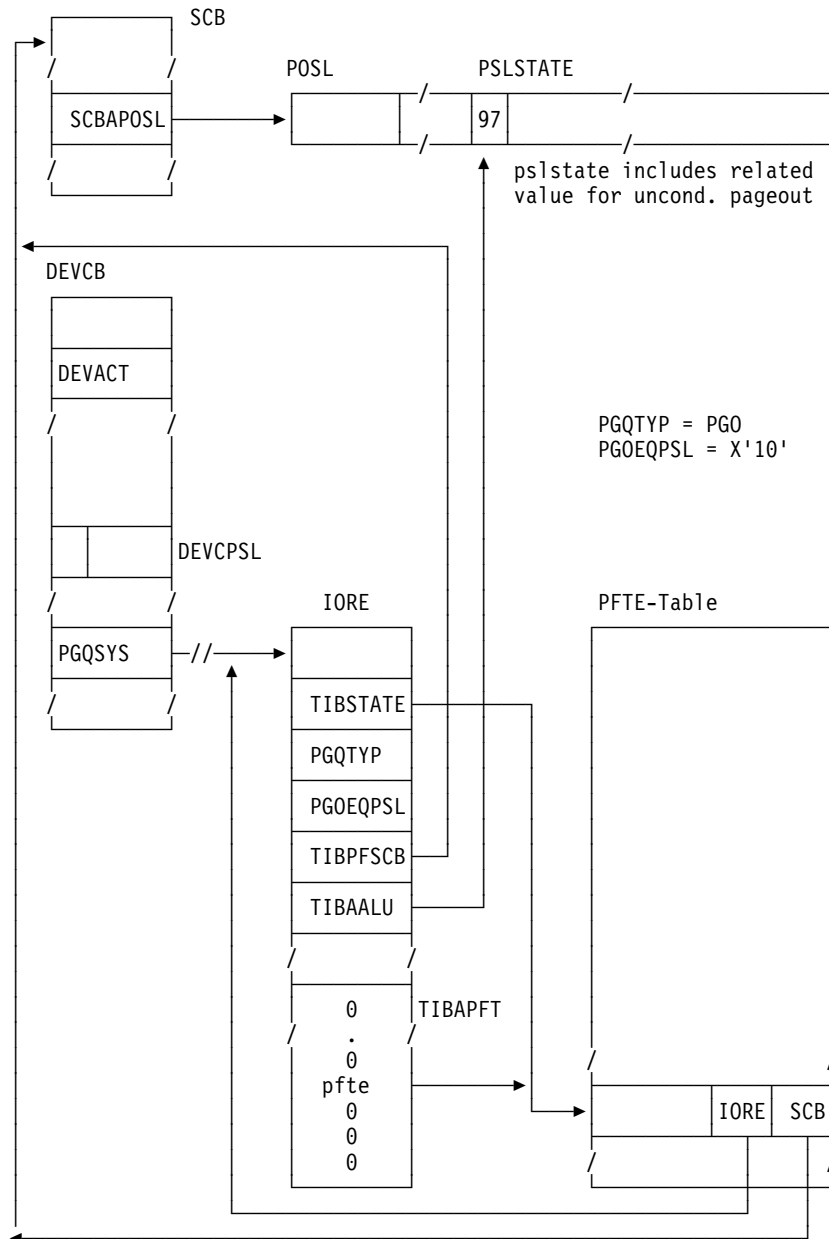 SCB
POSL PSLSTATE
SCBAPOSL
97
pslstate includes related
value for uncond. pageout
DEVCB
DEVACT
PGQTYP = PGO
PGOEQPSL = X'10'
DEVCPSL
IORE
PFTE-Table
PGQSYS
TIBSTATE
PGQTYP
PGOEQPSL
TIBPFSCB
TIBAALU
TIBAPFT
0
.
0
pfte
0
0
0
IORE SCB